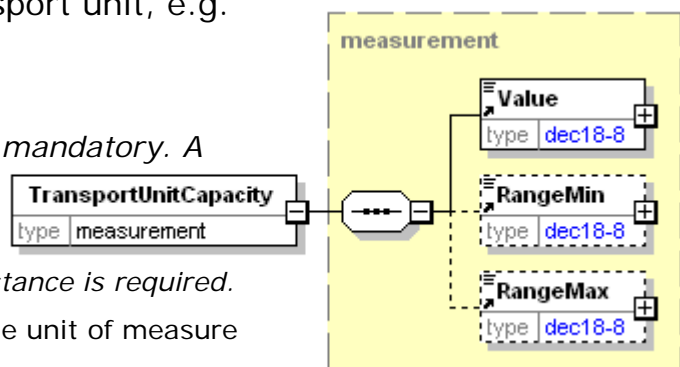 sport unit, e.g.
measurement
Value
type dec18-8
mandatory. A
TransportUnitCapacity
type measurement
RangeMin
type dec18-8
stance is required.
RangeMax
e unit of measure
type dec18-8